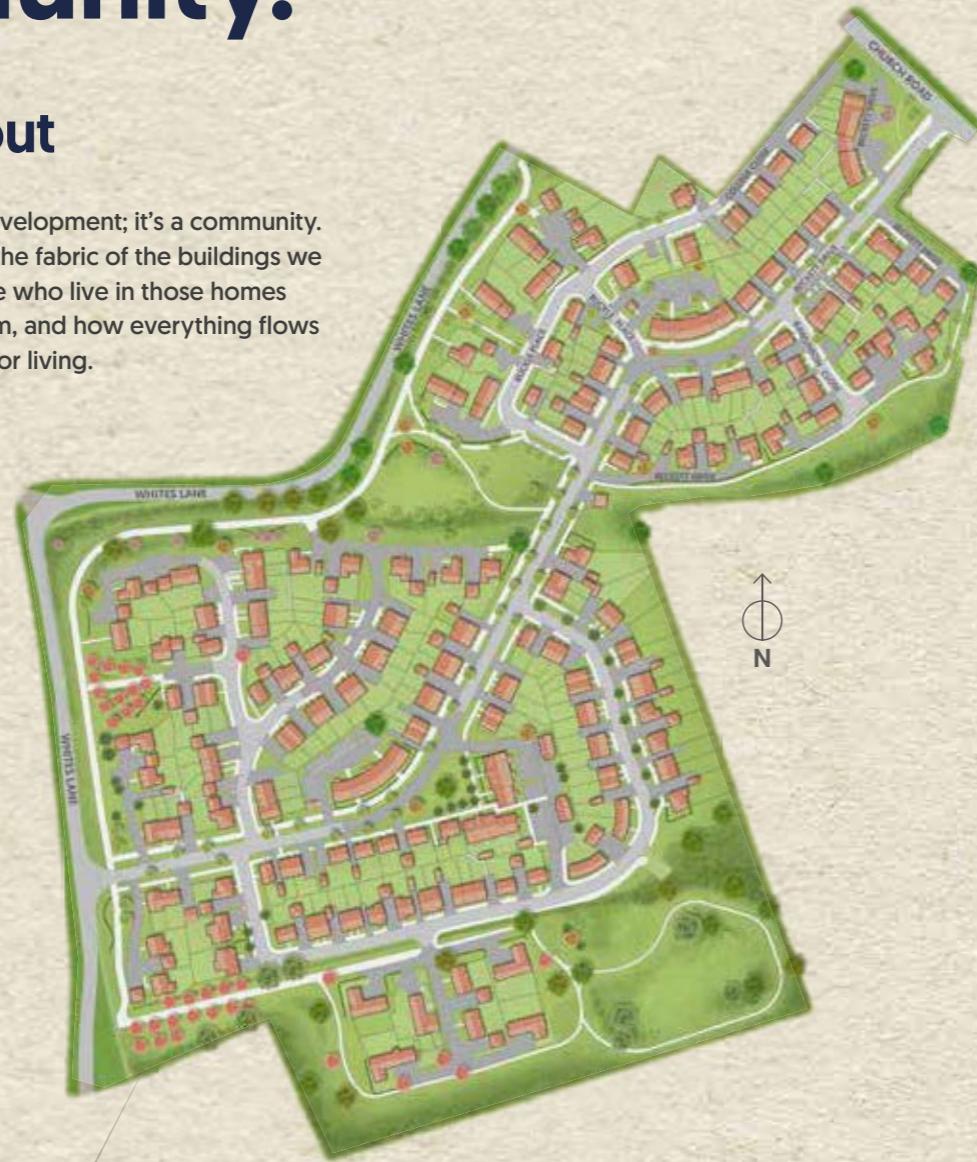 unity.
out
evelopment; it's a community.
he fabric of the buildings we
e who live in those homes
m, and how everything flows
or living.
CHURCH ROAD
WHITES LANE
WHITES LANE
WHITES LANE
N